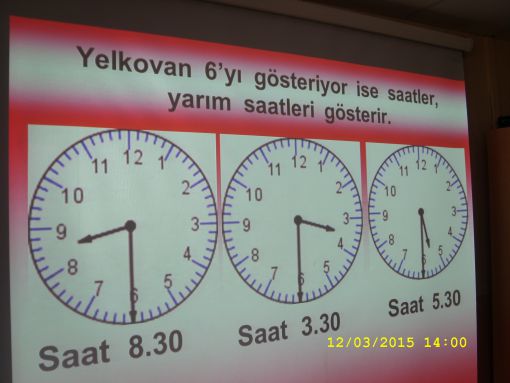 Yelkovan 6'yı gösteriyor ise saatler,
yarım saatleri gösterir.
12 1 2 3 4 5 6 7 8 9 10 11
12 1 2 3 4 5 6 7 8 9 10 11
12 1 2 3 4 5 6 7 8 9 10 11
Saat 8.30
Saat 3.30
Saat 5.30
12/03/2015 14:00